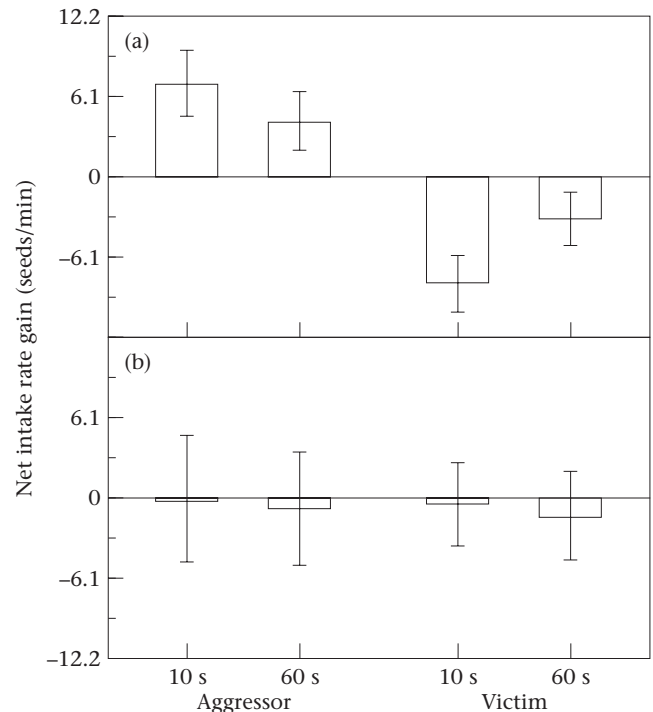 12.2
(a)
6.1
0
−6.1
(b)
6.1
0
−6.1
−12.2
Net intake rate gain (seeds/min)
10 s 60 s 10 s 60 s
Aggressor Victim